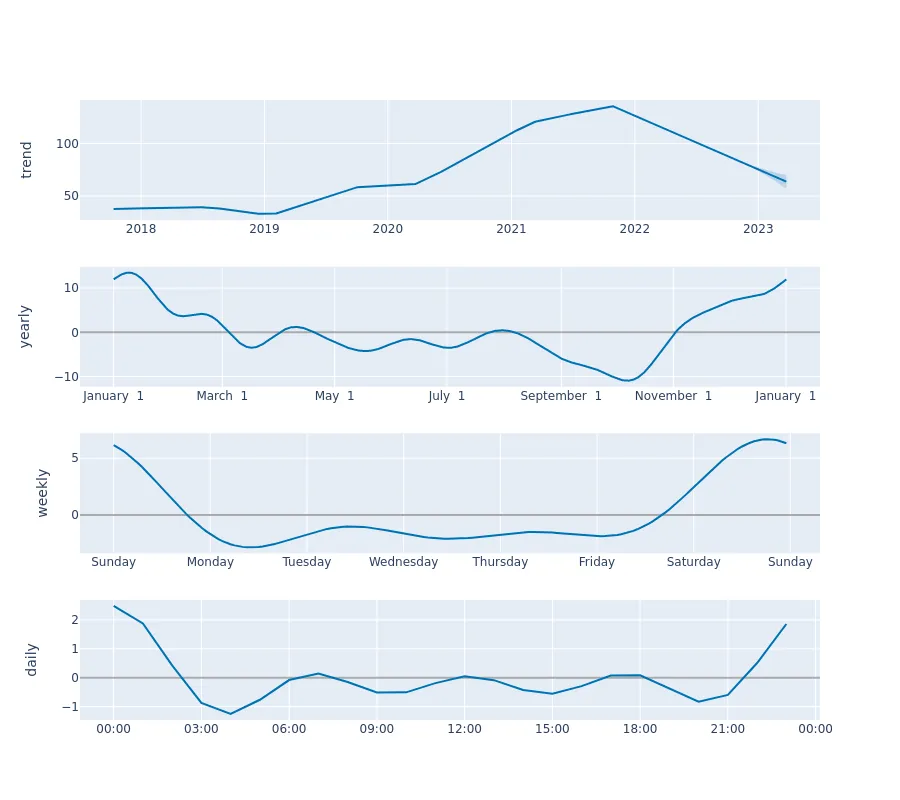 trend
100
50
2018 2019 2020 2021 2022 2023
yearly
10
0
−10
January 1 March 1 May 1 July 1 September 1 November 1 January 1
weekly
5
0
Sunday Monday Tuesday Wednesday Thursday Friday Saturday Sunday
daily
2
1
0
−1
00:00 03:00 06:00 09:00 12:00 15:00 18:00 21:00 00:00